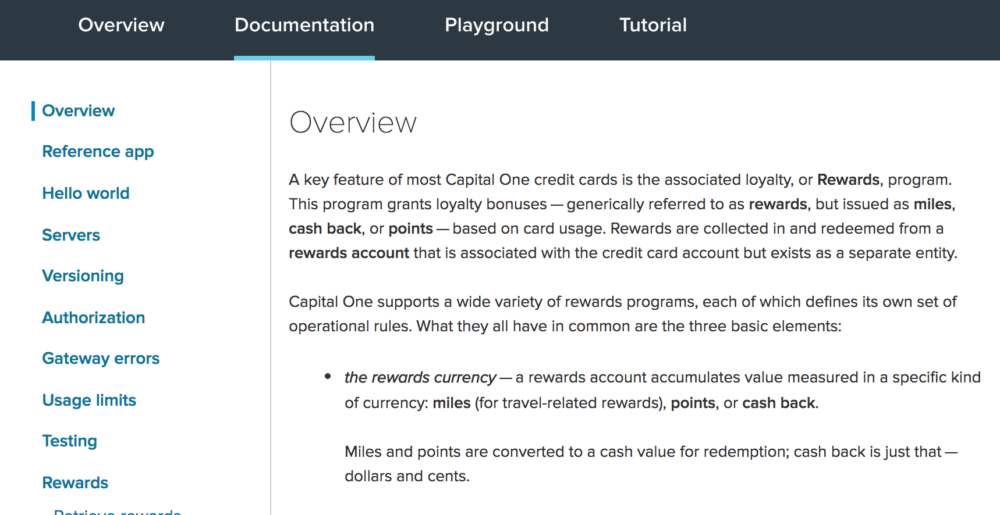 Overview Documentation Playground Tutorial
Overview
Reference app
Hello world
Servers
Versioning
Authorization
Gateway errors
Usage limits
Testing
Rewards
Retrieve rewards
Overview
A key feature of most Capital One credit cards is the associated loyalty, or Rewards, program.
This program grants loyalty bonuses — generically referred to as rewards, but issued as miles,
cash back, or points — based on card usage. Rewards are collected in and redeemed from a
rewards account that is associated with the credit card account but exists as a separate entity.
Capital One supports a wide variety of rewards programs, each of which defines its own set of
operational rules. What they all have in common are the three basic elements:
• the rewards currency — a rewards account accumulates value measured in a specific kind
of currency: miles (for travel-related rewards), points, or cash back.
Miles and points are converted to a cash value for redemption; cash back is just that —
dollars and cents.